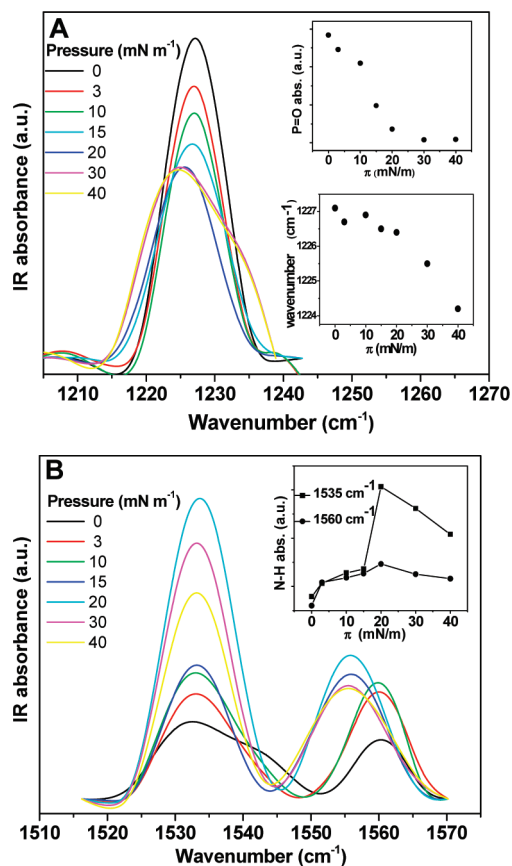 A
Pressure (mN m-1)
0
3
10
15
20
30
40
IR absorbance (a.u.)
1210 1220 1230 1240 1250 1260 1270
Wavenumber (cm-1)
P=O abs. (a.u.)
0 10 20 30 40
π (mN/m)
wavenumber (cm-1)
1227
1226
1225
1224
0 10 20 30 40
π (mN/m)
B
Pressure (mN m-1)
0
3
10
15
20
30
40
IR absorbance (a.u.)
1510 1520 1530 1540 1550 1560 1570
Wavenumber (cm-1)
N-H abs. (a.u.)
1535 cm-1
1560 cm-1
0 10 20 30 40
π (mN/m)